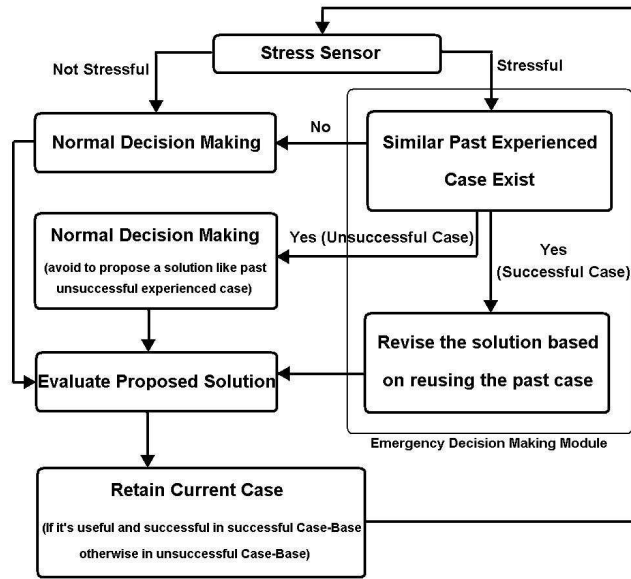 Stress Sensor
Not Stressful
Stressful
Normal Decision Making
No
Similar Past Experienced
Case Exist
Normal Decision Making
(avoid to propose a solution like past
unsuccessful experienced case)
Yes (Unsuccessful Case)
Yes
(Successful Case)
Evaluate Proposed Solution
Revise the solution based
on reusing the past case
Emergency Decision Making Module
Retain Current Case
(If it's useful and successful in successful Case-Base
otherwise in unsuccessful Case-Base)